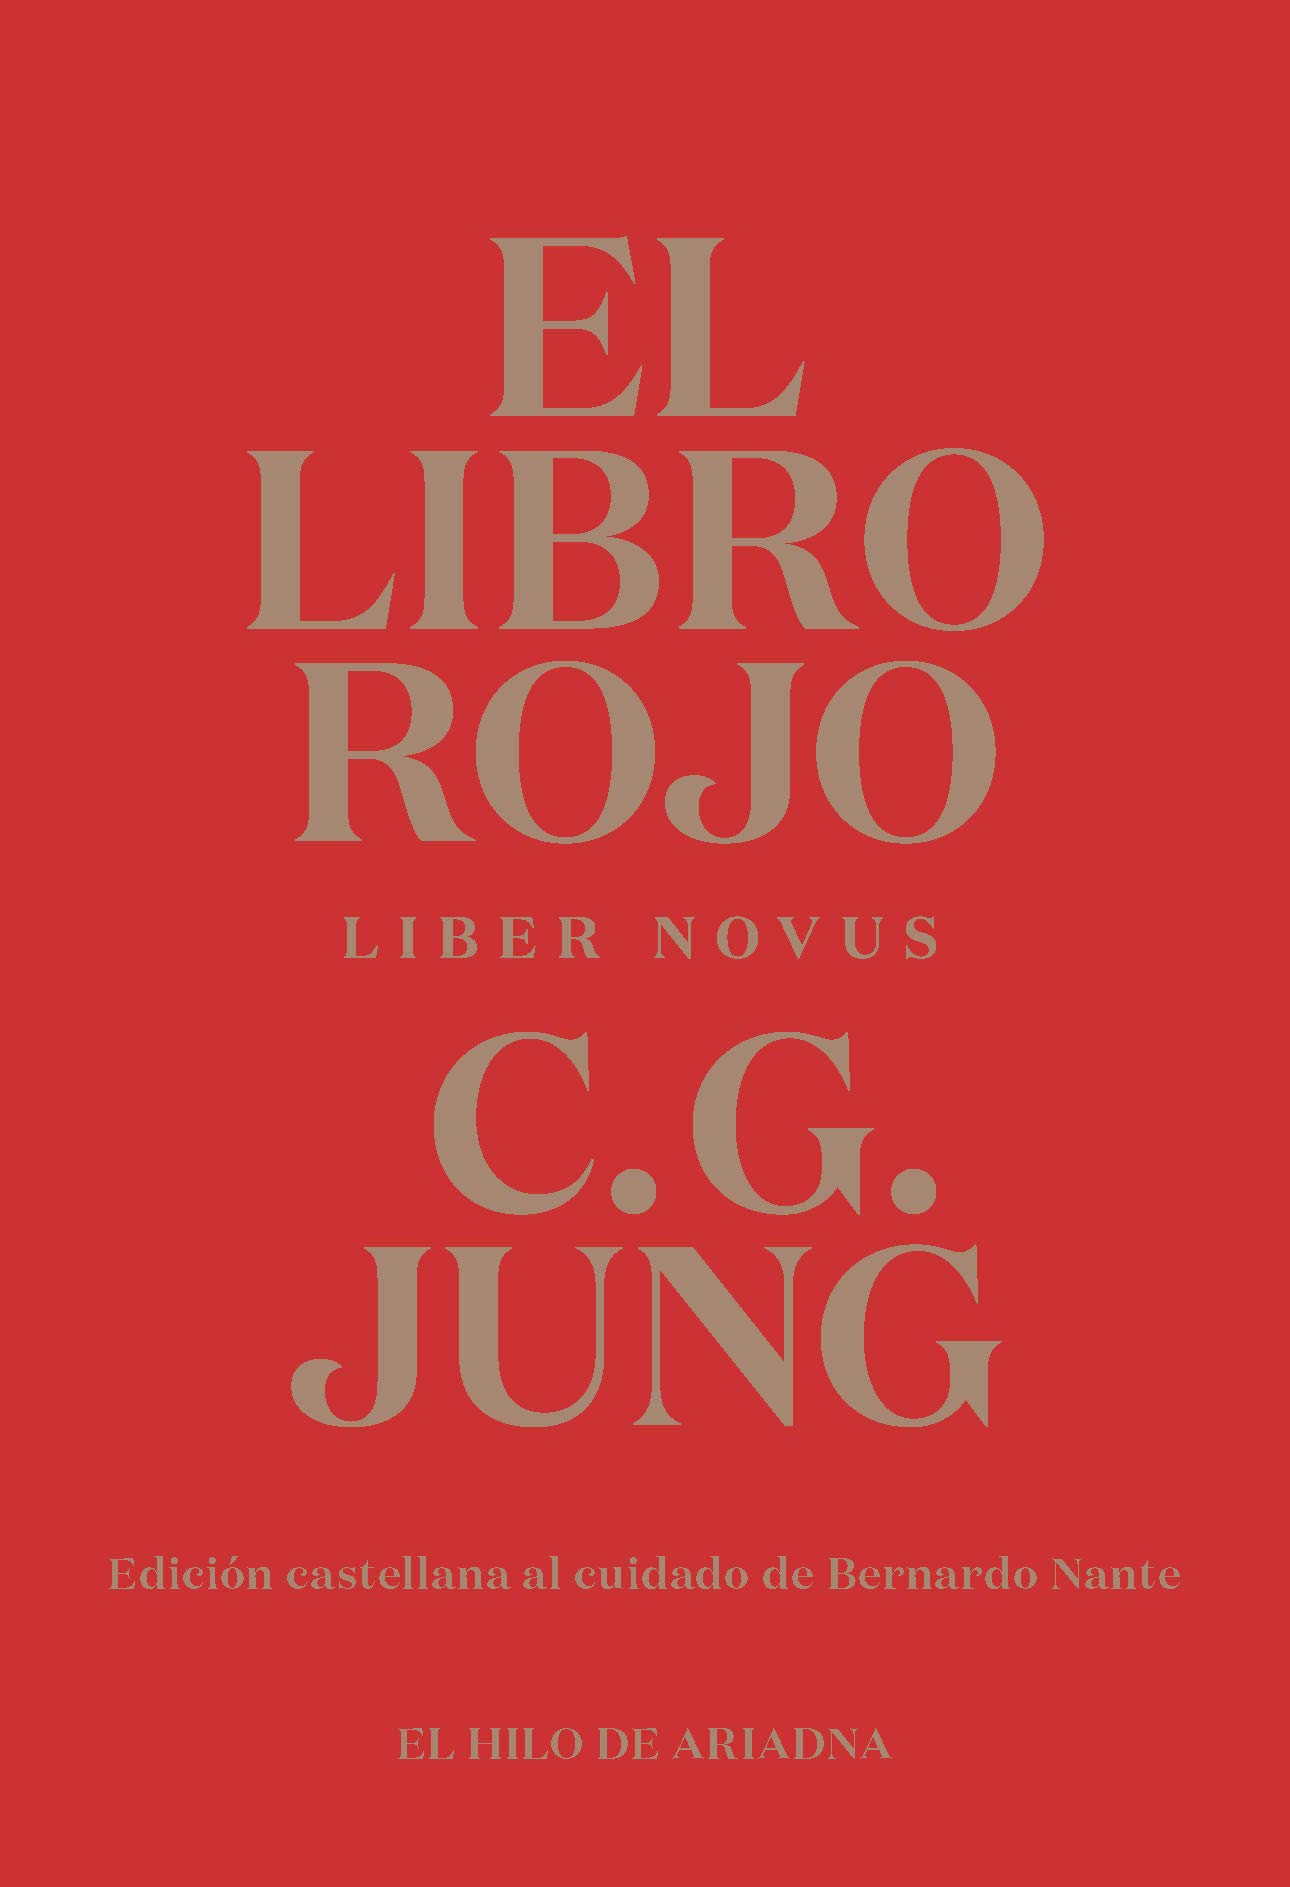 EL
LIBRO
ROJO
LIBER NOVUS
C.G.
JUNG
Edición castellana al cuidado de Bernardo Nante
EL HILO DE ARIADNA